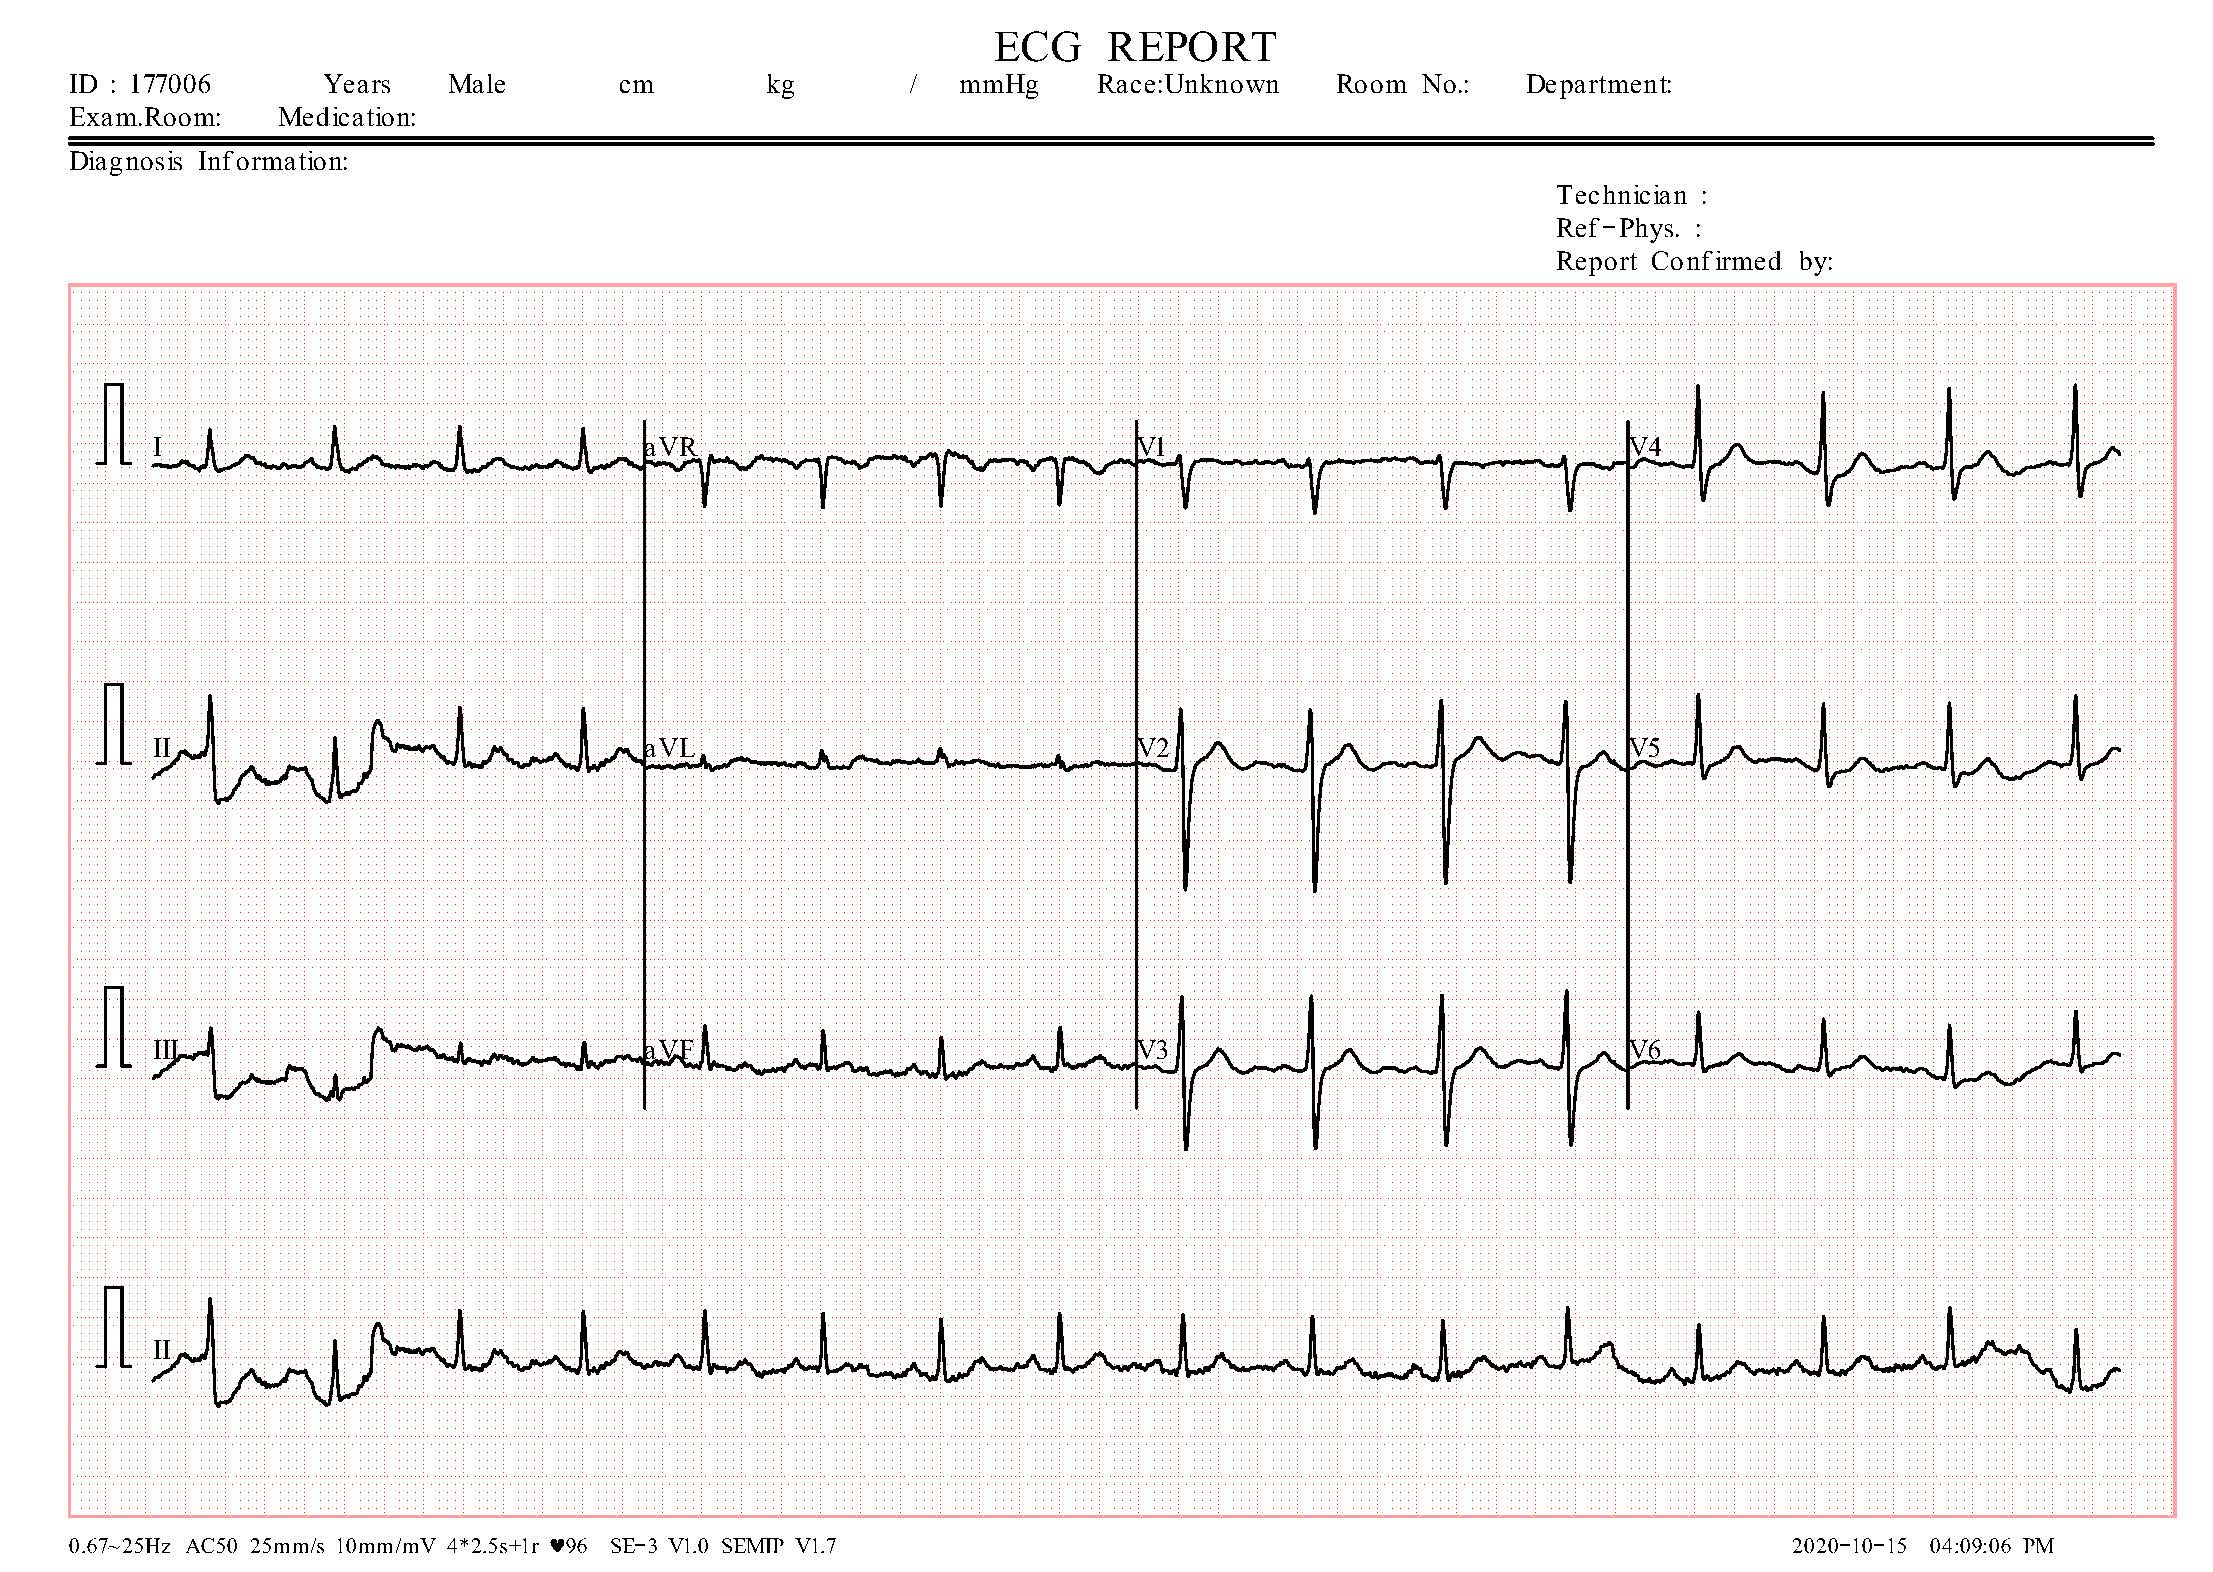 ECG REPORT
ID : 177006 Years Male cm kg / mmHg Race:Unknown Room No.: Department:
Exam.Room: Medication:
Diagnosis Information:
Technician :
Ref-Phys. :
Report Confirmed by:
I aVR V1 V4
II aVL V2 V5
III aVF V3 V6
II
0.67~25Hz AC50 25mm/s 10mm/mV 4*2.5s+1r ♥96 SE-3 V1.0 SEMIP V1.7 2020-10-15 04:09:06 PM